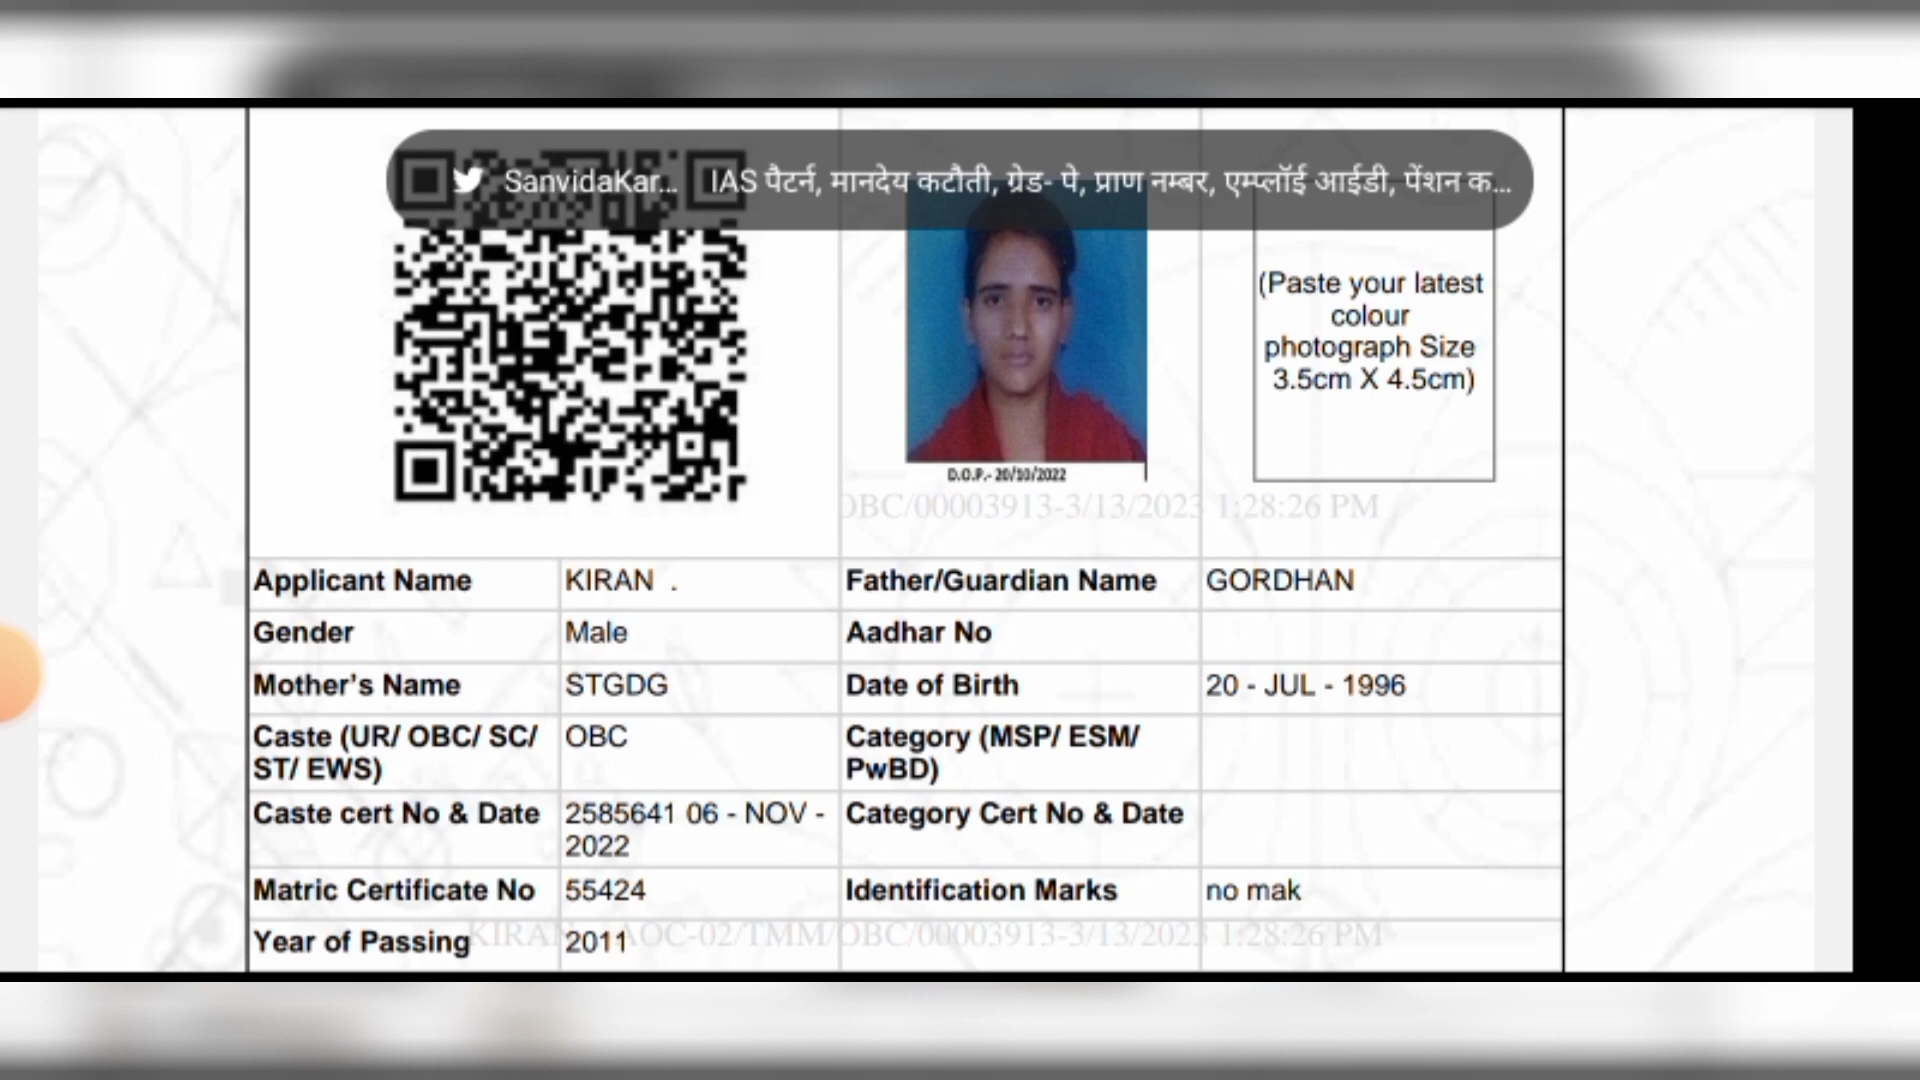 SanvidaKar... IAS पैटर्न, मानदेय कटौती, ग्रेड- पे, प्राण नम्बर, एम्प्लॉई आईडी, पेंशन क...
(Paste your latest
colour
photograph Size
3.5cm X 4.5cm)
D.O.P.- 20/10/2022
OBC/00003913-3/13/2023 1:28:26 PM
Applicant Name KIRAN . Father/Guardian Name GORDHAN
Gender Male Aadhar No
Mother’s Name STGDG Date of Birth 20 - JUL - 1996
Caste (UR/ OBC/ SC/ OBC Category (MSP/ ESM/
ST/ EWS) PwBD)
Caste cert No & Date 2585641 06 - NOV - Category Cert No & Date
2022
Matric Certificate No 55424 Identification Marks no mak
Year of Passing 2011
KIRAN AOC-02/TMM/OBC/00003913-3/13/2023 1:28:26 PM